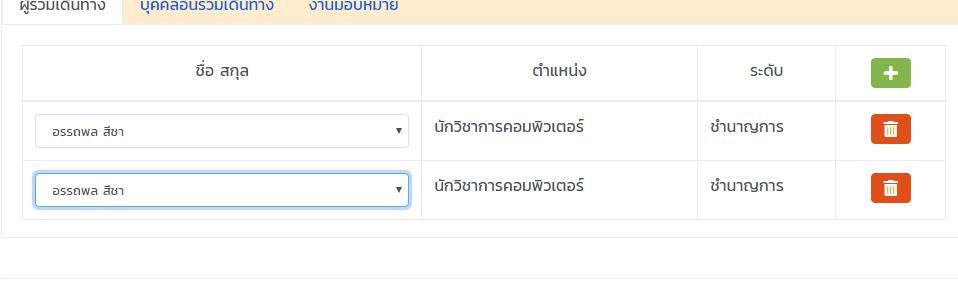 ผู้ร่วมเดินทาง บุคคลอื่นร่วมเดินทาง งานมอบหมาย
ชื่อ สกุล ตำแหน่ง ระดับ
อรรถพล สีชา นักวิชาการคอมพิวเตอร์ ชำนาญการ
อรรถพล สีชา นักวิชาการคอมพิวเตอร์ ชำนาญการ